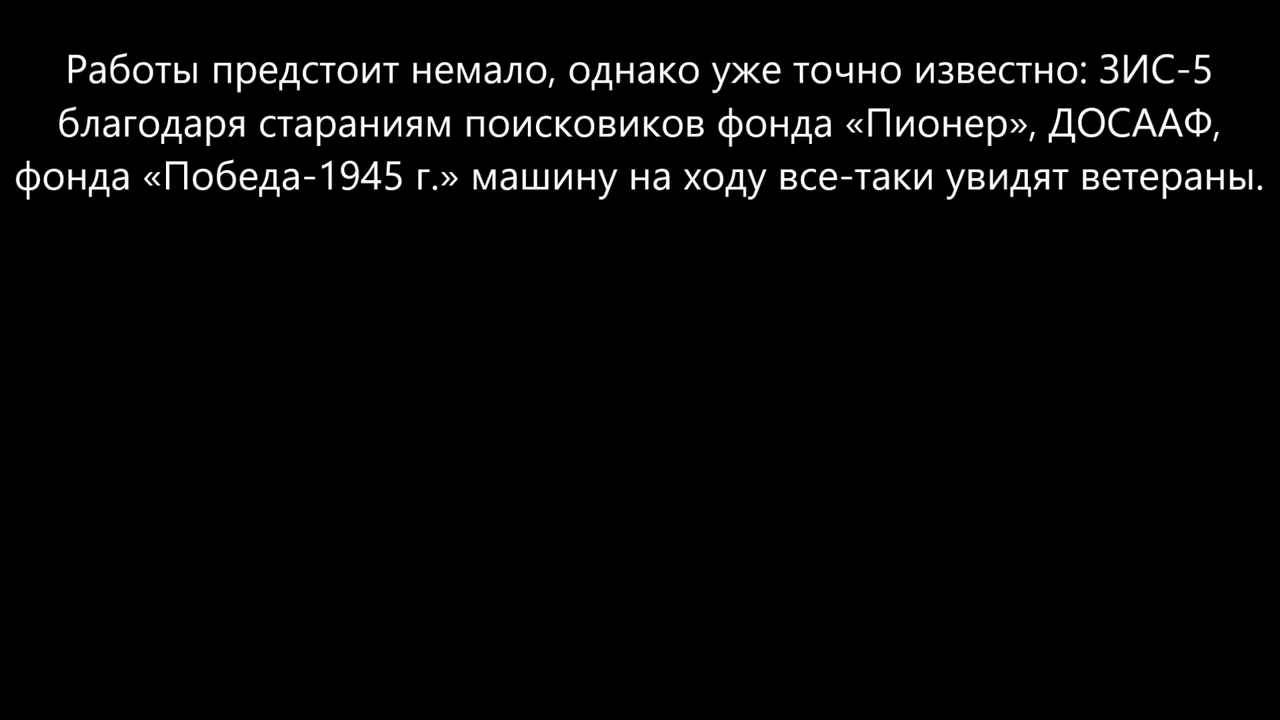 Работы предстоит немало, однако уже точно известно: ЗИС-5
благодаря стараниям поисковиков фонда «Пионер», ДОСААФ,
фонда «Победа-1945 г.» машину на ходу все-таки увидят ветераны.